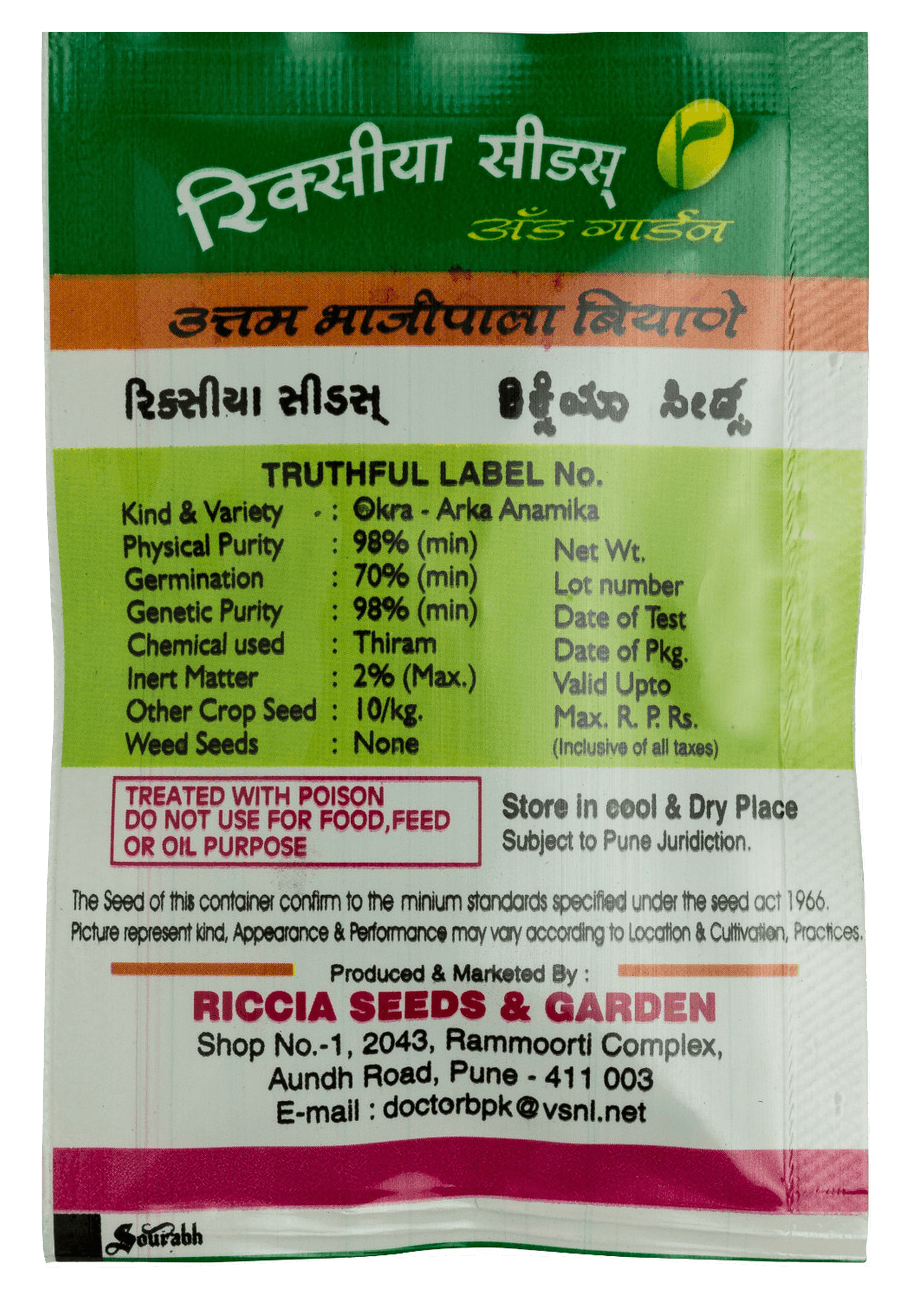 रिक्सीया सीडस्
अँड गार्डन
उत्तम भाजीपाला बियाणे
રિકસીયા સીડસ્
ಸೀಡ್ಸ
TRUTHFUL LABEL No.
Kind & Variety : Okra - Arka Anamika
Physical Purity : 98% (min)
Net Wt.
Germination : 70% (min)
Lot number
Genetic Purity : 98% (min)
Date of Test
Chemical used : Thiram
Date of Pkg.
Inert Matter : 2% (Max.)
Valid Upto
Other Crop Seed : 10/kg.
Max. R. P. Rs.
Weed Seeds : None
(Inclusive of all taxes)
TREATED WITH POISON
DO NOT USE FOR FOOD,FEED
OR OIL PURPOSE
Store in cool & Dry Place
Subject to Pune Juridiction.
The Seed of this container confirm to the minium standards specified under the seed act 1966.
Picture represent kind, Appearance & Performance may vary according to Location & Cultivation, Practices.
Produced & Marketed By :
RICCIA SEEDS & GARDEN
Shop No.-1, 2043, Rammoorti Complex,
Aundh Road, Pune - 411 003
E-mail : doctorbpk@vsnl.net
Sourabh